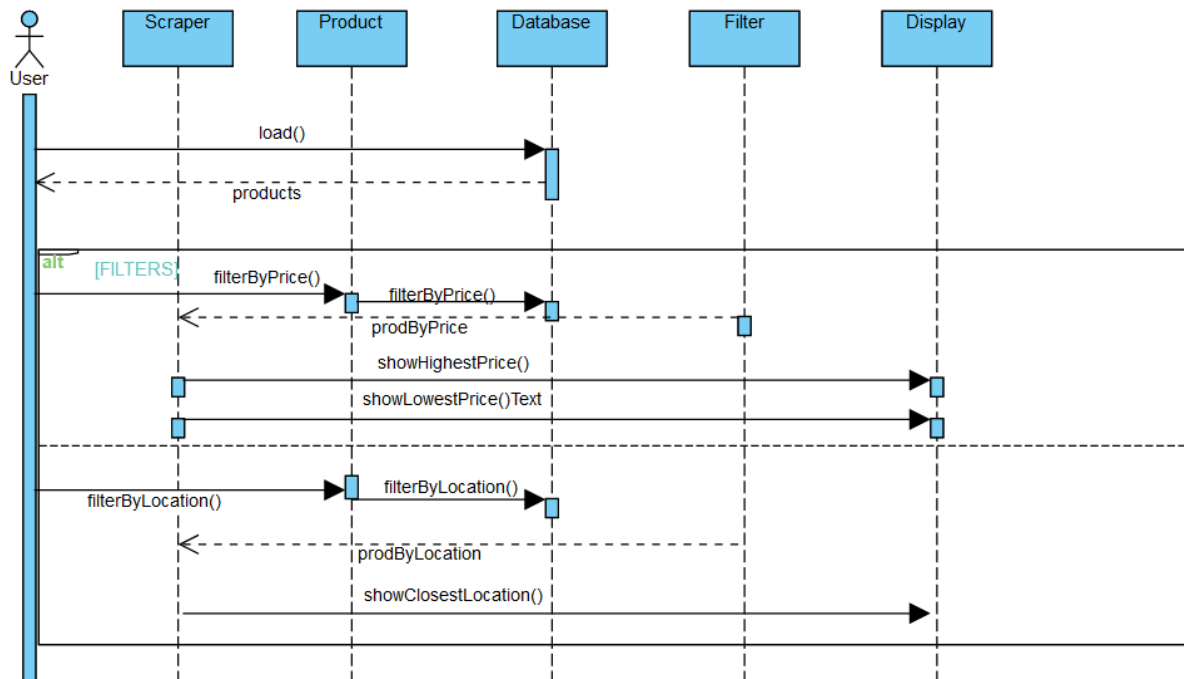 Scraper
Product
Database
Filter
Display
User
load()
products
alt
[FILTERS]
filterByPrice()
filterByPrice()
prodByPrice
showHighestPrice()
showLowestPrice()Text
filterByLocation()
filterByLocation()
prodByLocation
showClosestLocation()